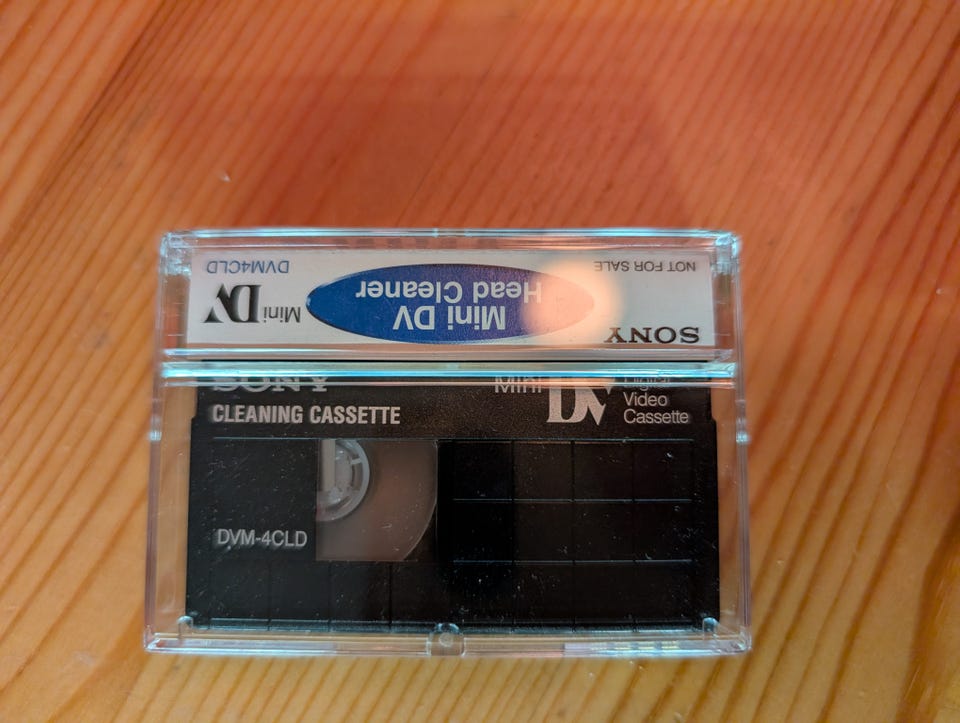 SONY
NOT FOR SALE
Mini DV
Head Cleaner
Mini DV
DVM4CLD
SONY
CLEANING CASSETTE
Mini DV
Digital
Video
Cassette
DVM-4CLD